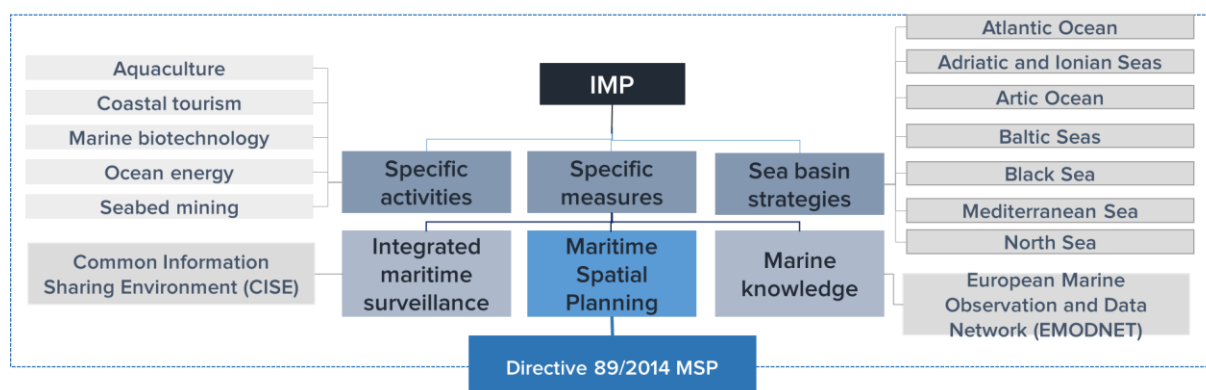 IMP
Specific
activities
Aquaculture
Coastal tourism
Marine biotechnology
Ocean energy
Seabed mining
Specific
measures
Integrated
maritime
surveillance
Common Information
Sharing Environment (CISE)
Maritime
Spatial
Planning
Directive 89/2014 MSP
Marine
knowledge
European Marine
Observation and Data
Network (EMODNET)
Sea basin
strategies
Atlantic Ocean
Adriatic and Ionian Seas
Artic Ocean
Baltic Seas
Black Sea
Mediterranean Sea
North Sea